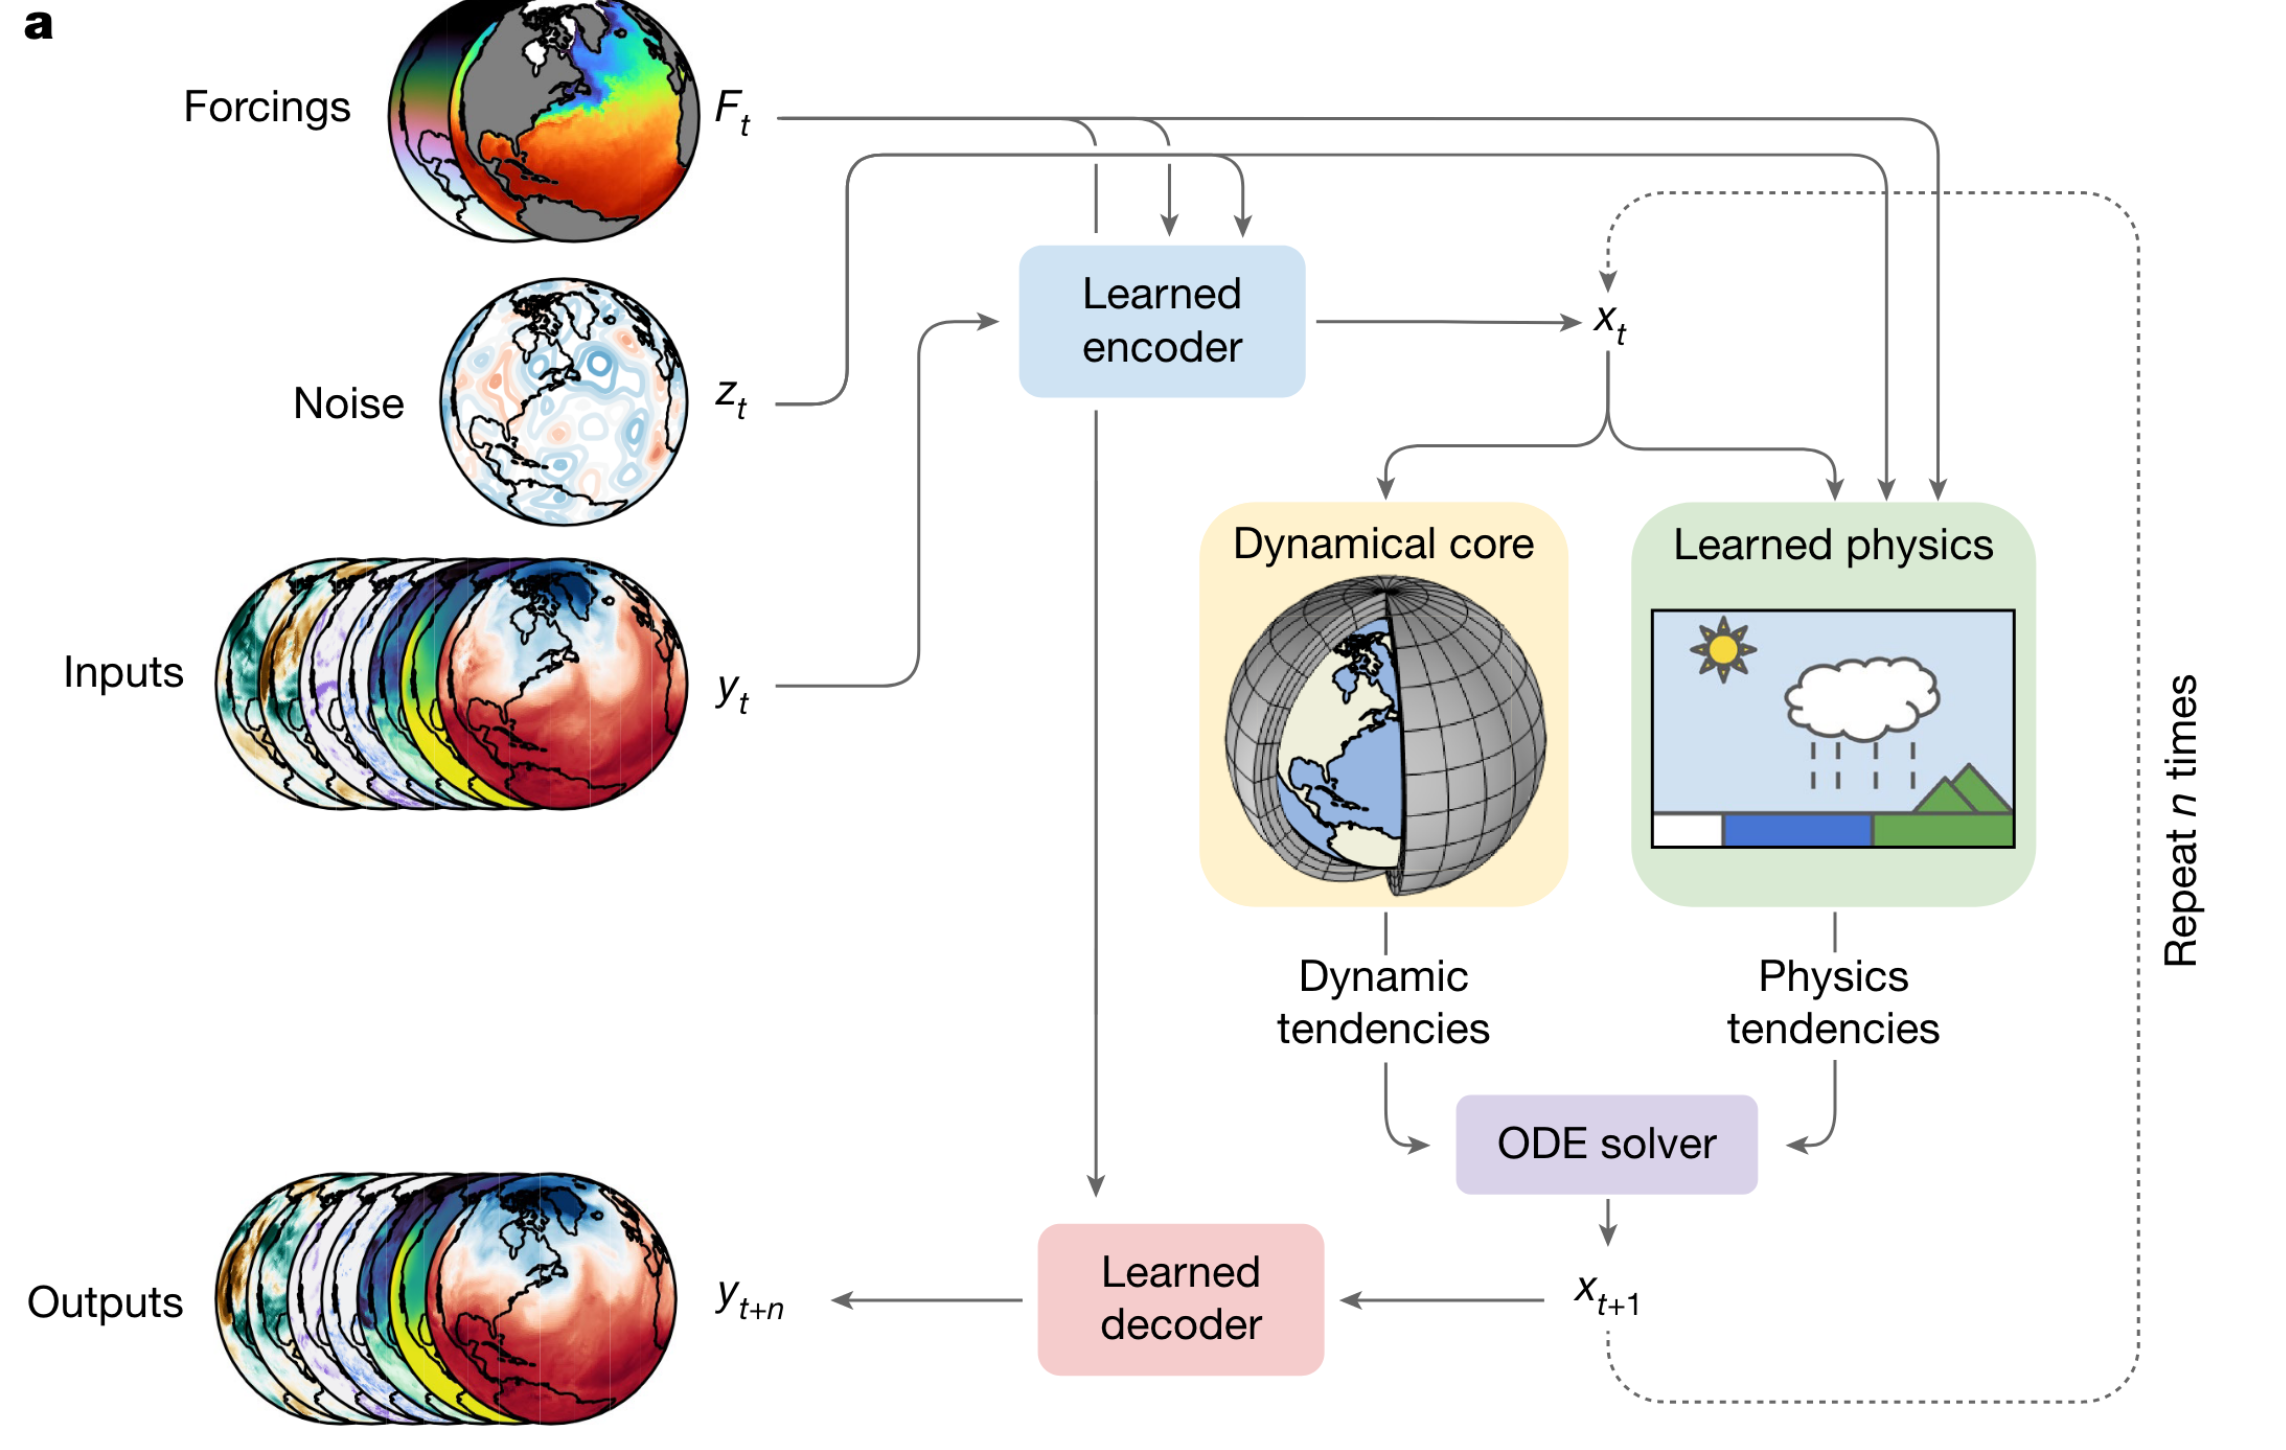 a
Forcings
F_t
Noise
z_t
Inputs
y_t
Learned
encoder
x_t
Dynamical core
Learned physics
Dynamic
tendencies
Physics
tendencies
Repeat n times
ODE solver
Outputs
y_{t+n}
Learned
decoder
x_{t+1}